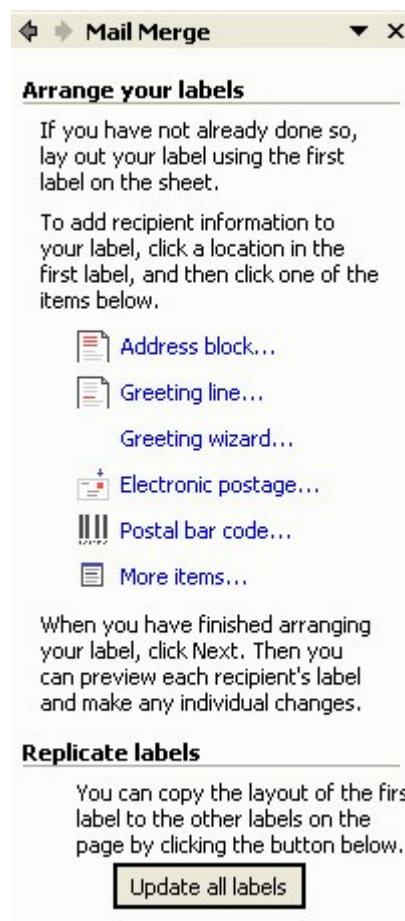 Mail Merge
Arrange your labels
If you have not already done so,
lay out your label using the first
label on the sheet.
To add recipient information to
your label, click a location in the
first label, and then click one of the
items below.
Address block...
Greeting line...
Greeting wizard...
Electronic postage...
Postal bar code...
More items...
When you have finished arranging
your label, click Next. Then you
can preview each recipient's label
and make any individual changes.
Replicate labels
You can copy the layout of the firs
label to the other labels on the
page by clicking the button below.
Update all labels